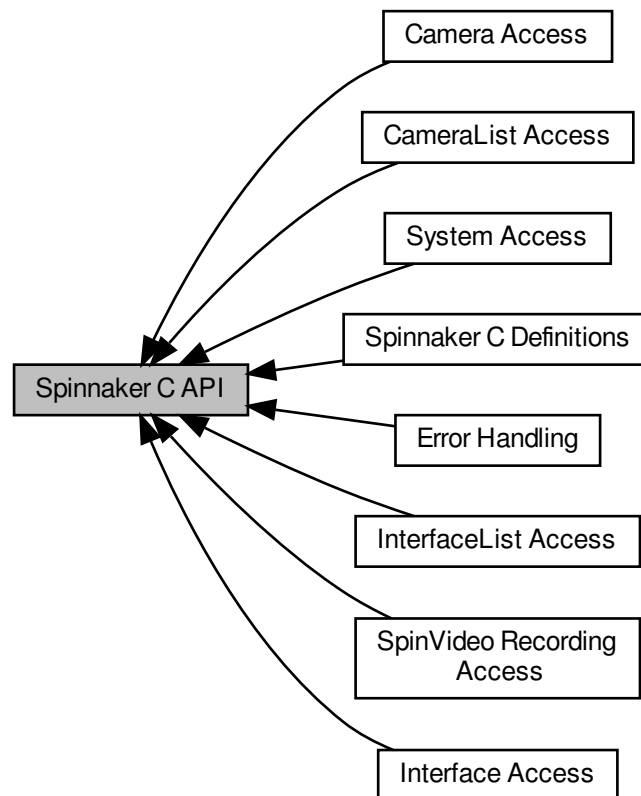 Camera Access
CameraList Access
System Access
Spinnaker C Definitions
Spinnaker C API
Error Handling
InterfaceList Access
SpinVideo Recording
Access
Interface Access